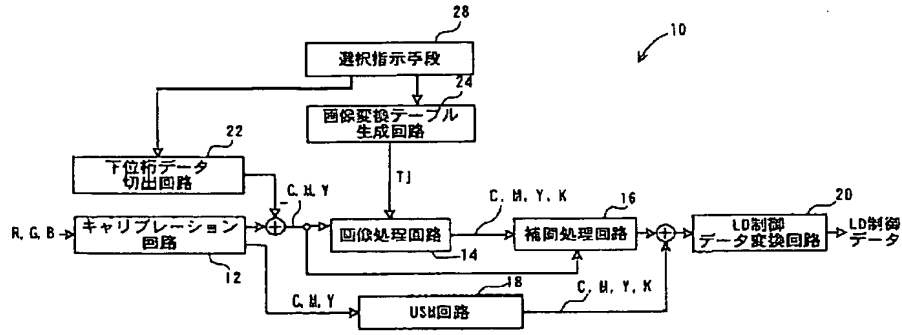 28
10
選択指示手段
24
画像変換テーブル
生成回路
22
下位桁データ
切出回路
TJ
C, M, Y
C, M, Y, K
16
20
R, G, B
キャリブレーション
回路
画像処理回路
補間処理回路
LD制御
データ変換回路
LD制御
データ
12
14
C, M, Y
18
USM回路
C, M, Y, K